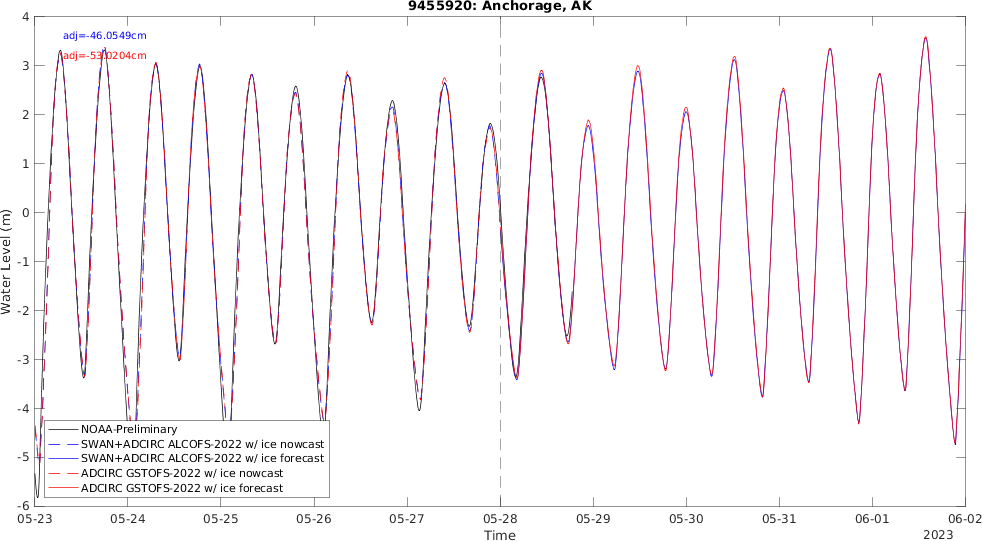 9455920: Anchorage, AK
adj=-46.0549cm
adj=-53.0204cm
Water Level (m)
4
3
2
1
0
-1
-2
-3
-4
-5
-6
NOAA-Preliminary
SWAN+ADCIRC ALCOFS-2022 w/ ice nowcast
SWAN+ADCIRC ALCOFS-2022 w/ ice forecast
ADCIRC GSTOFS-2022 w/ ice nowcast
ADCIRC GSTOFS-2022 w/ ice forecast
05-23 05-24 05-25 05-26 05-27 05-28 05-29 05-30 05-31 06-01 06-02
Time
2023